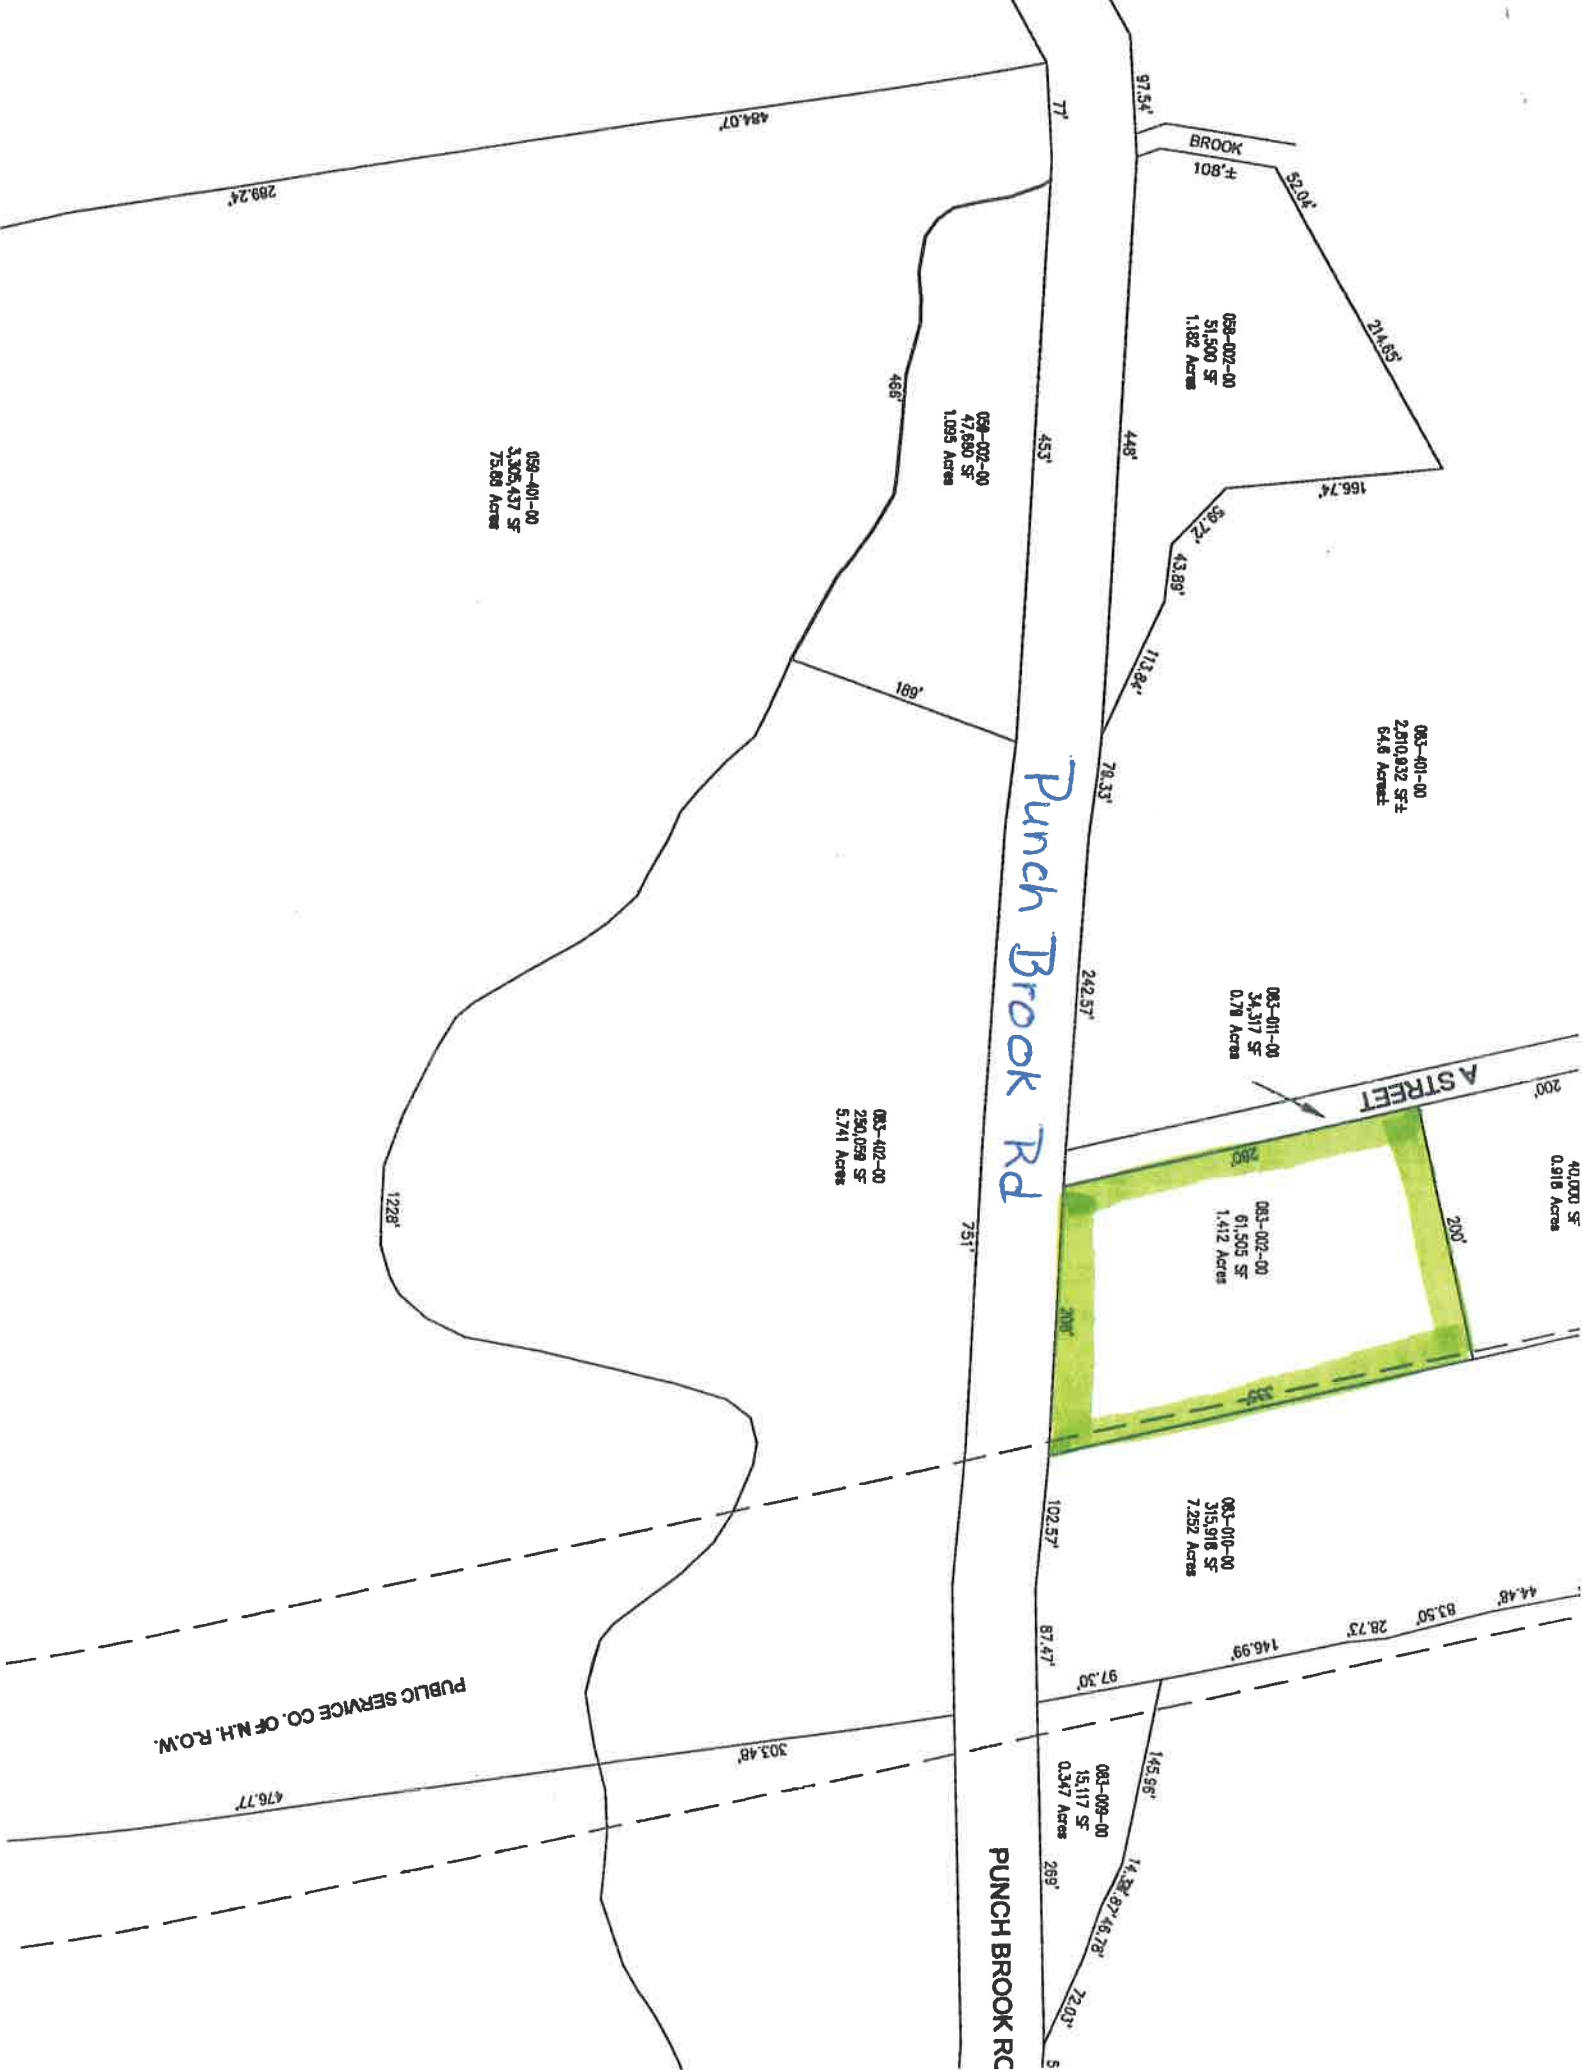 97.54'
77'
BROOK
108'±
52.04'
214.65'
484.07'
289.24'
058-002-00
51,500 SF
1.182 Acres
166.74'
59.72'
43.89'
113.84'
448'
453'
059-002-00
47,680 SF
1.095 Acres
466'
189'
059-401-00
3,305,437 SF
75.88 Acres
083-401-00
2,810,932 SF±
64.6 Acres±
79.33'
Punch Brook Rd
242.57'
083-011-00
34,317 SF
0.79 Acres
A STREET
200'
40,000 SF
0.918 Acres
280'
200'
083-002-00
61,505 SF
1.412 Acres
208'
335'
083-402-00
250,059 SF
5.741 Acres
1228'
751'
102.57'
083-010-00
315,918 SF
7.252 Acres
87.47'
97.30'
146.99'
28.73'
83.50'
44.48'
PUBLIC SERVICE CO. OF N.H. R.O.W.
303.48'
476.77'
083-009-00
15,117 SF
0.347 Acres
145.96'
46.78'
72.03'
269'
PUNCH BROOK RO
5